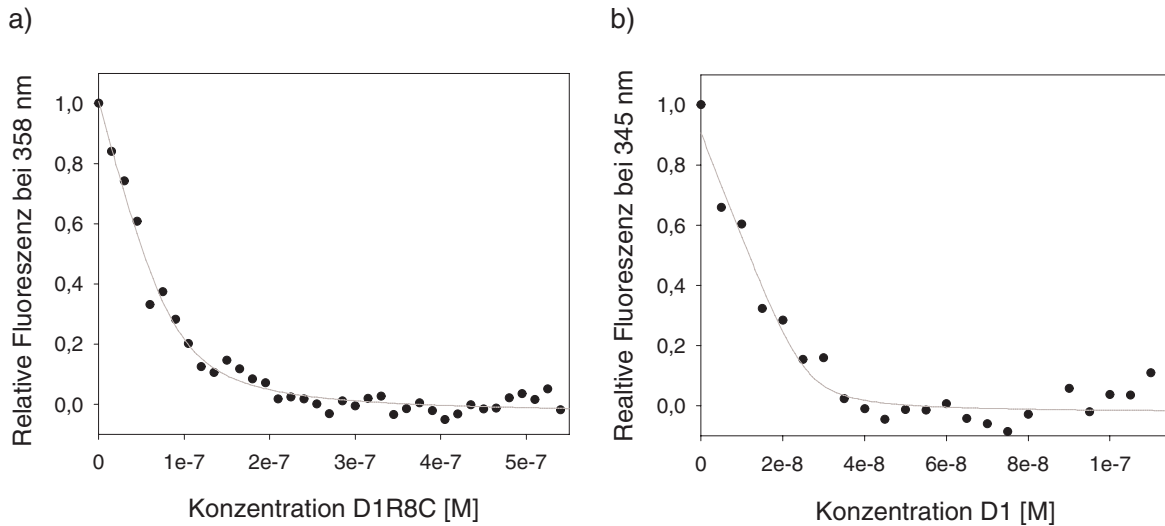 a)
Relative Fluoreszenz bei 358 nm
1,0
0,8
0,6
0,4
0,2
0,0
0
1e-7
2e-7
3e-7
4e-7
5e-7
Konzentration D1R8C [M]
b)
Realtive Fluoreszenz bei 345 nm
1,0
0,8
0,6
0,4
0,2
0,0
0
2e-8
4e-8
6e-8
8e-8
1e-7
Konzentration D1 [M]